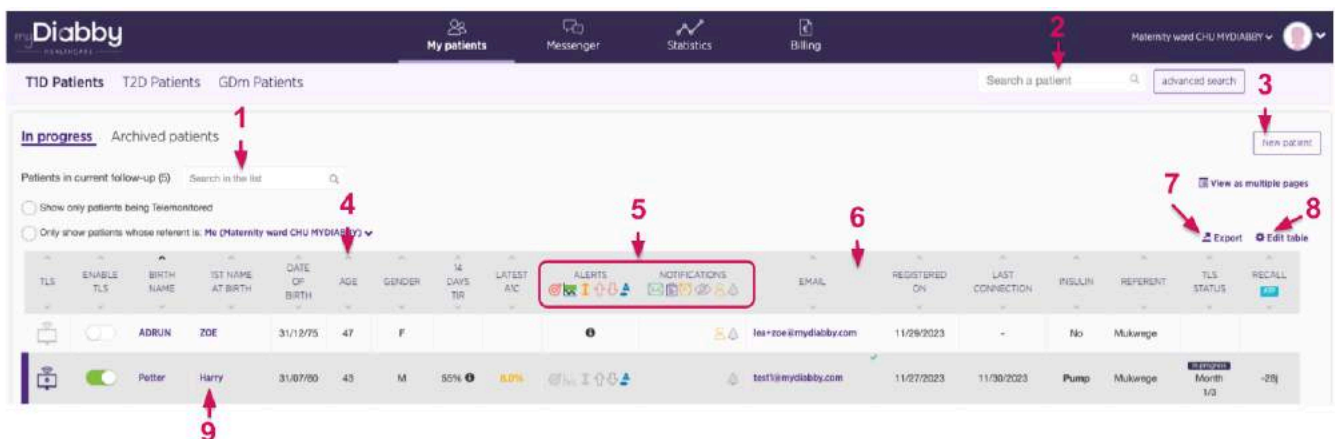 myDiabby
HEALTHCARE
My patients
Messenger
Statistics
Billing
2
Maternity ward CHU MYDIABBY
T1D Patients T2D Patients GDm Patients
Search a patient
advanced search
3
1
In progress Archived patients
New patient
Patients in current follow-up (5) Search in the list
7
View as multiple pages
Show only patients being Telemonitored
4
5
6
8
Only show patients whose referent is: Me (Maternity ward CHU MYDIABBY)
Export Edit table
TLS
ENABLE
TLS
BIRTH
NAME
1ST NAME
AT BIRTH
DATE
OF
BIRTH
AGE
GENDER
14
DAYS
TIR
LATEST
A1C
ALERTS
NOTIFICATIONS
EMAIL
REGISTERED
ON
LAST
CONNECTION
INSULIN
REFERENT
TLS
STATUS
RECALL
ADRUN ZOE 31/12/75 47 F lea+zoe@mydiabby.com 11/29/2023 - No Mukwege
Potter Harry 31/07/80 43 M 55% 8.0% test1@mydiabby.com 11/27/2023 11/30/2023 Pump Mukwege
In progress
Month
1/3
-28j
9